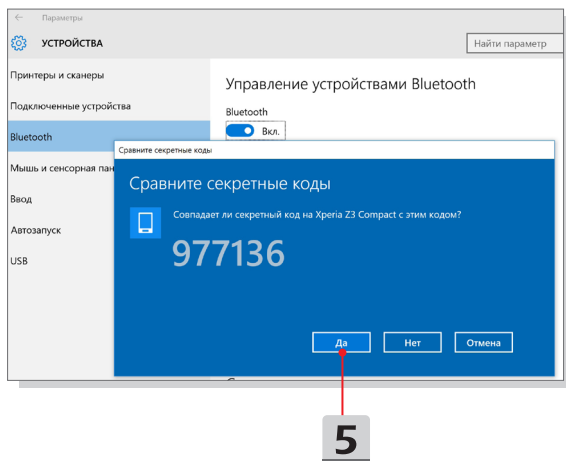 Параметры
УСТРОЙСТВА
Найти параметр
Принтеры и сканеры
Подключенные устройства
Bluetooth
Мышь и сенсорная пан
Ввод
Автозапуск
USB
Управление устройствами Bluetooth
Bluetooth
Вкл.
Сравните секретные коды
Сравните секретные коды
Совпадает ли секретный код на Xperia Z3 Compact с этим кодом?
977136
Да Нет Отмена
5